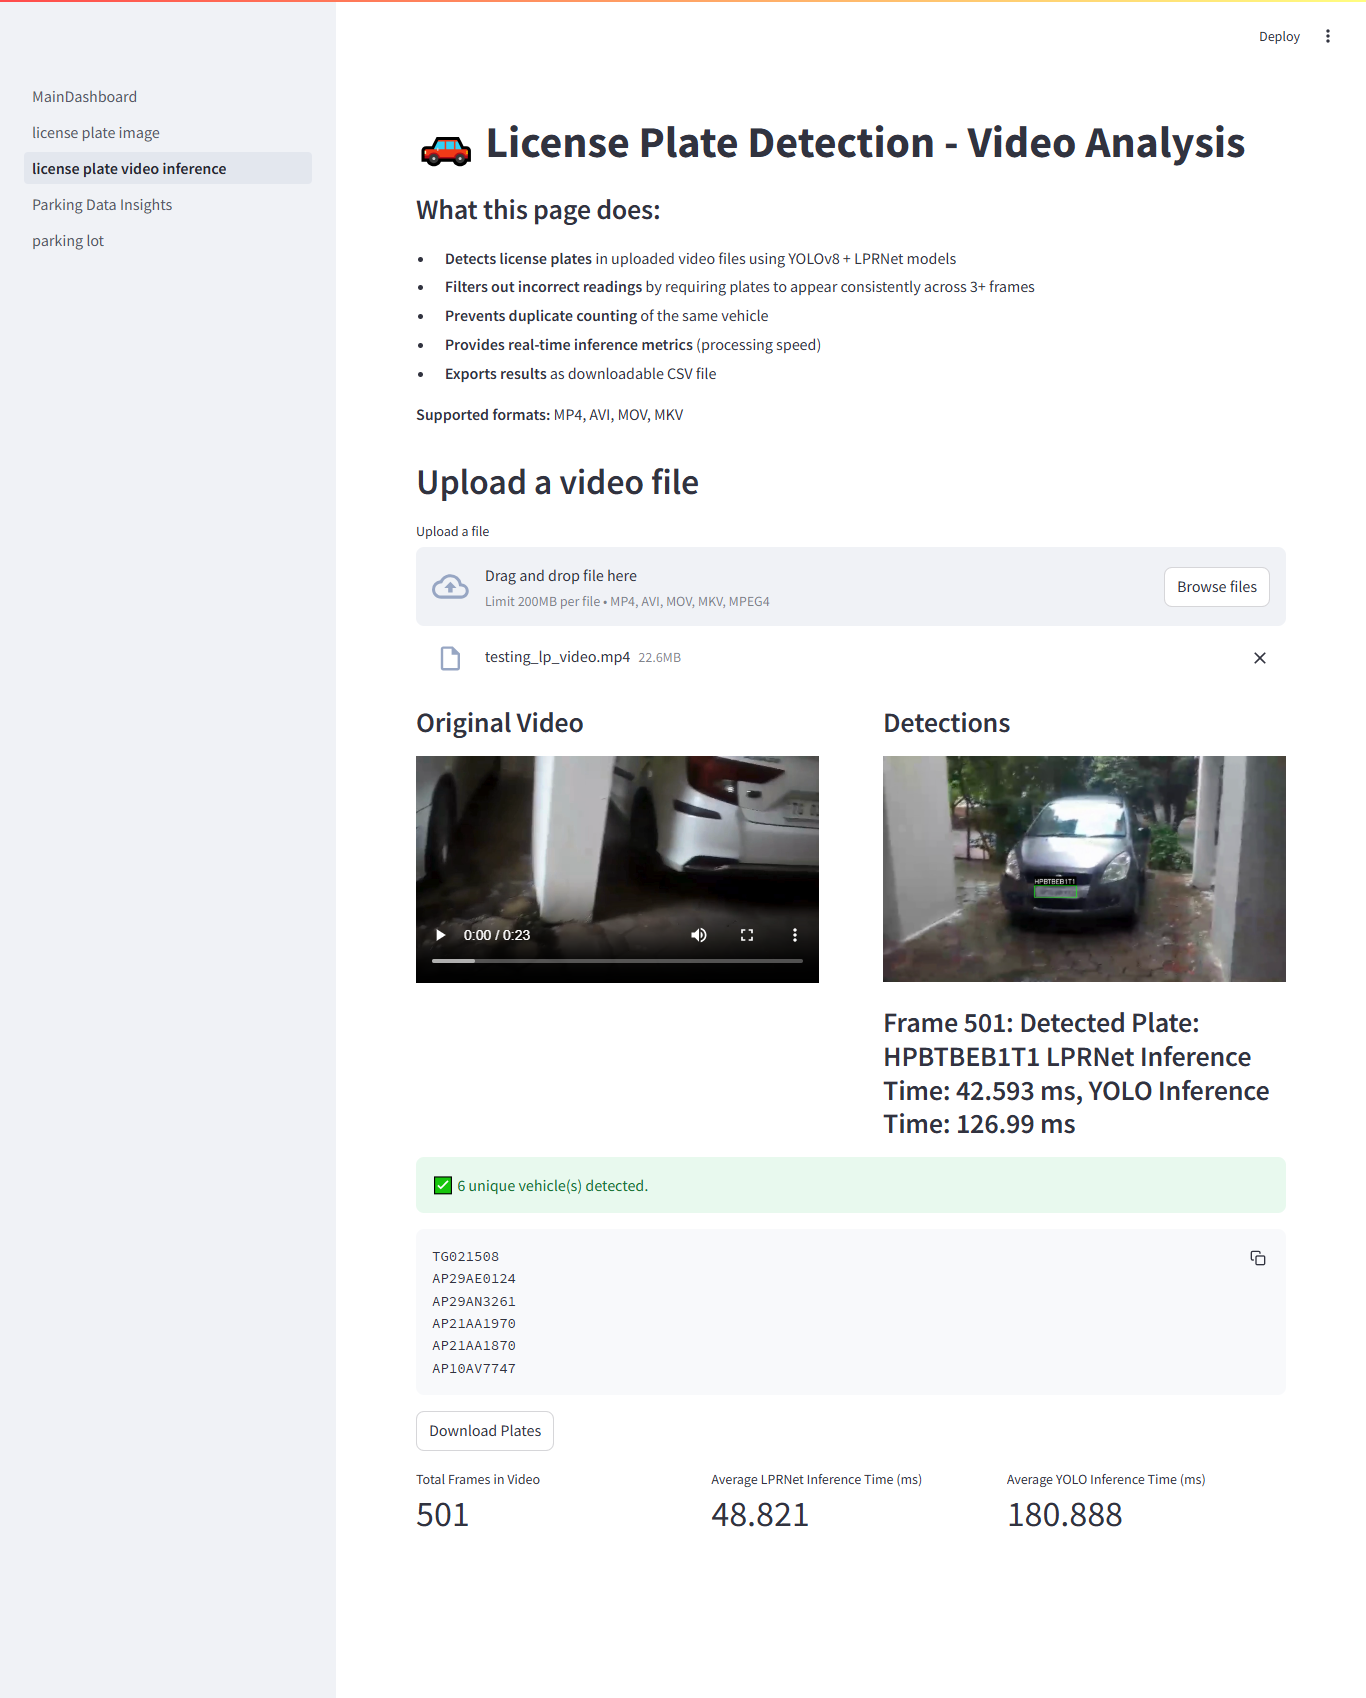 Deploy
MainDashboard
license plate image
license plate video inference
Parking Data Insights
parking lot
License Plate Detection - Video Analysis
What this page does:
• Detects license plates in uploaded video files using YOLOv8 + LPRNet models
• Filters out incorrect readings by requiring plates to appear consistently across 3+ frames
• Prevents duplicate counting of the same vehicle
• Provides real-time inference metrics (processing speed)
• Exports results as downloadable CSV file
Supported formats: MP4, AVI, MOV, MKV
Upload a video file
Upload a file
Drag and drop file here
Limit 200MB per file • MP4, AVI, MOV, MKV, MPEG4
Browse files
testing_lp_video.mp4 22.6MB
Original Video
0:00 / 0:23
Detections
HPBTBEB1T1
Frame 501: Detected Plate:
HPBTBEB1T1 LPRNet Inference
Time: 42.593 ms, YOLO Inference
Time: 126.99 ms
6 unique vehicle(s) detected.
TG021508
AP29AE0124
AP29AN3261
AP21AA1970
AP21AA1870
AP10AV7747
Download Plates
Total Frames in Video
501
Average LPRNet Inference Time (ms)
48.821
Average YOLO Inference Time (ms)
180.888